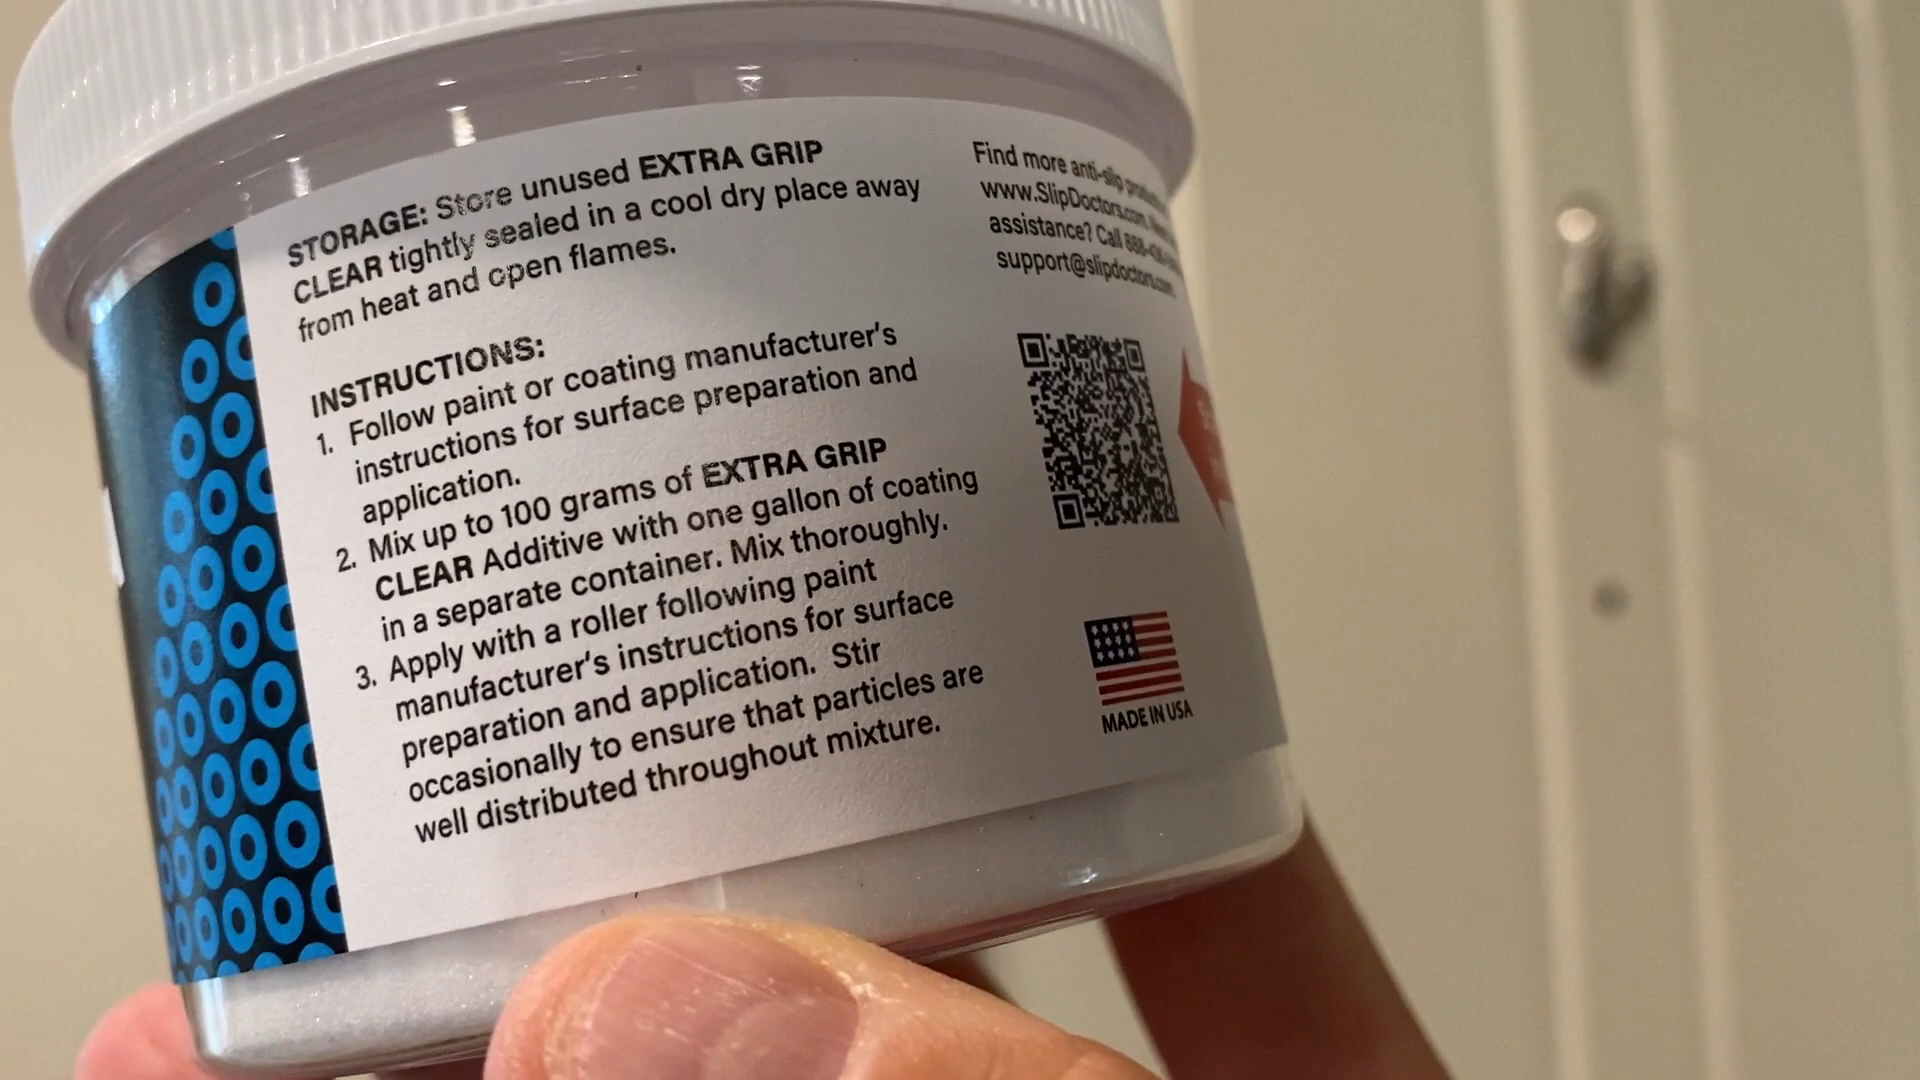 STORAGE: Store unused EXTRA GRIP
CLEAR tightly sealed in a cool dry place away
from heat and open flames.
INSTRUCTIONS:
1. Follow paint or coating manufacturer's
instructions for surface preparation and
application.
2. Mix up to 100 grams of EXTRA GRIP
CLEAR Additive with one gallon of coating
in a separate container. Mix thoroughly.
3. Apply with a roller following paint
manufacturer's instructions for surface
preparation and application. Stir
occasionally to ensure that particles are
well distributed throughout mixture.
Find more anti-slip
www.SlipDoctors.com
assistance? Call
support@slipdoctors.com
MADE IN USA